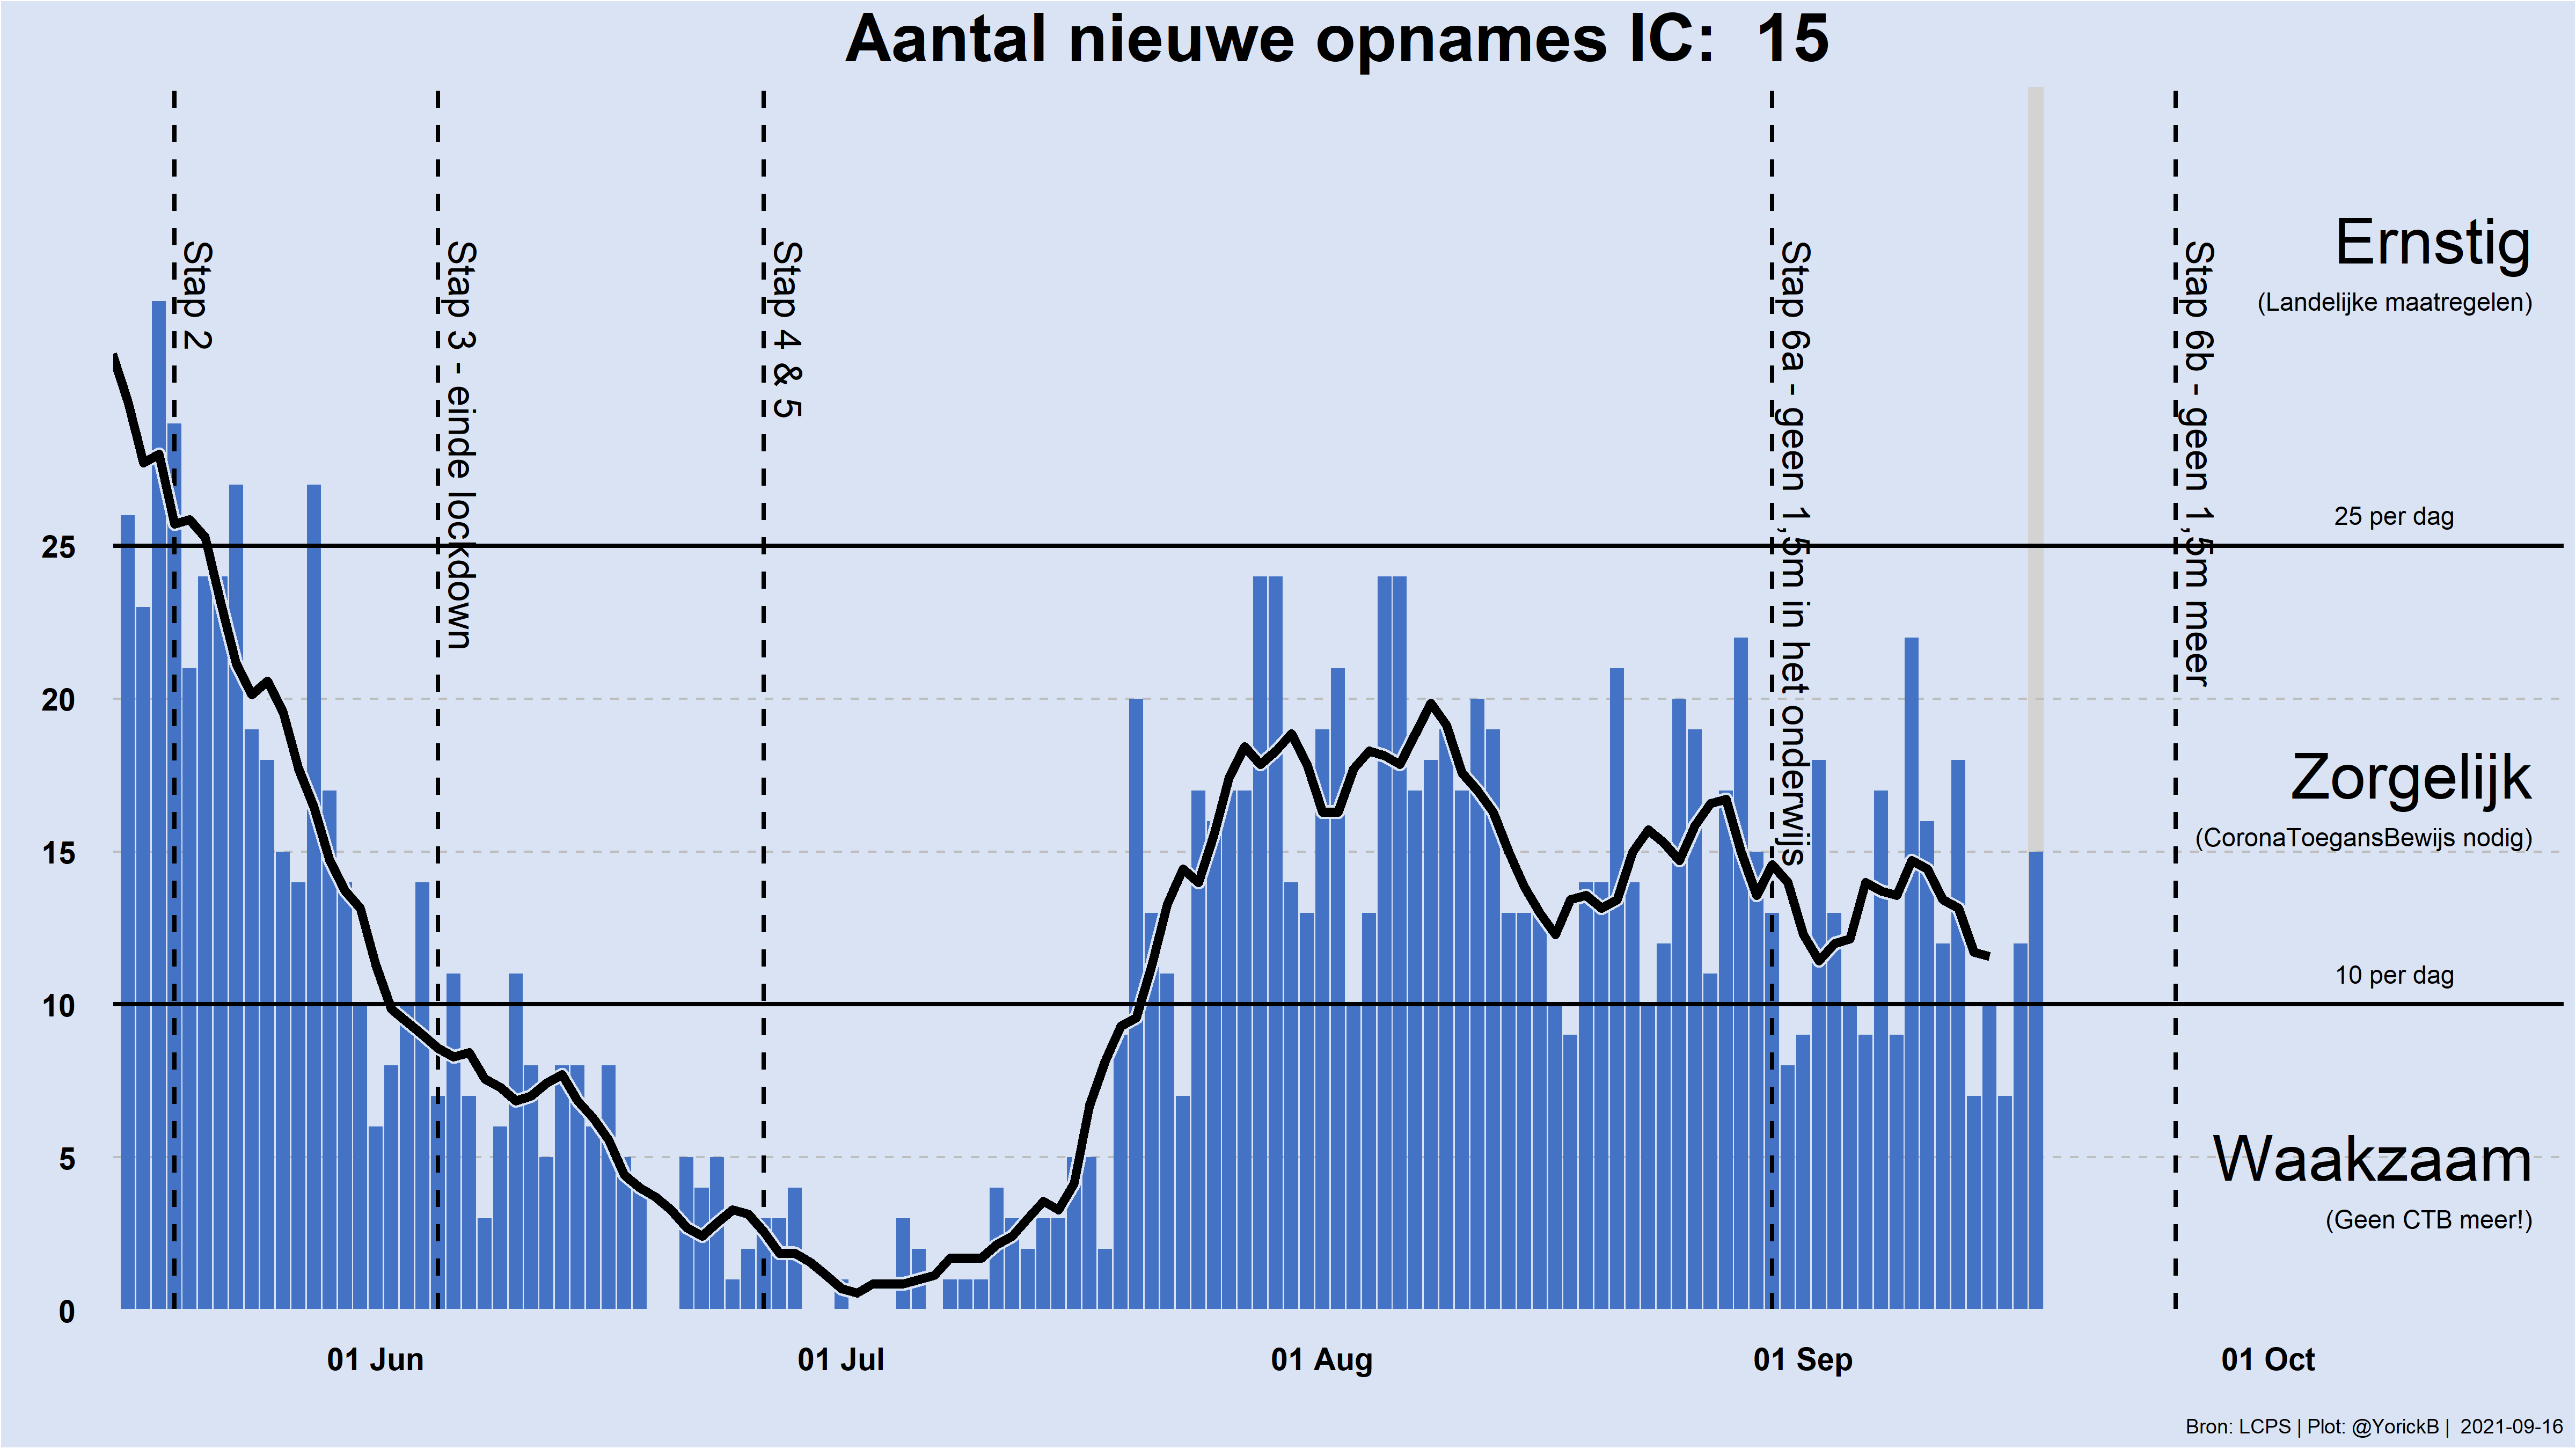 Aantal nieuwe opnames IC:  15
Stap 2
Stap 3 - einde lockdown
Stap 4 & 5
Stap 6a - geen 1,5m in het onderwijs
Stap 6b - geen 1,5m meer
Ernstig
(Landelijke maatregelen)
25 per dag
25
20
Zorgelijk
(CoronaToegansBewijs nodig)
15
10 per dag
10
Waakzaam
5
(Geen CTB meer!)
0
01 Jun
01 Jul
01 Aug
01 Sep
01 Oct
Bron: LCPS | Plot: @YorickB |  2021-09-16